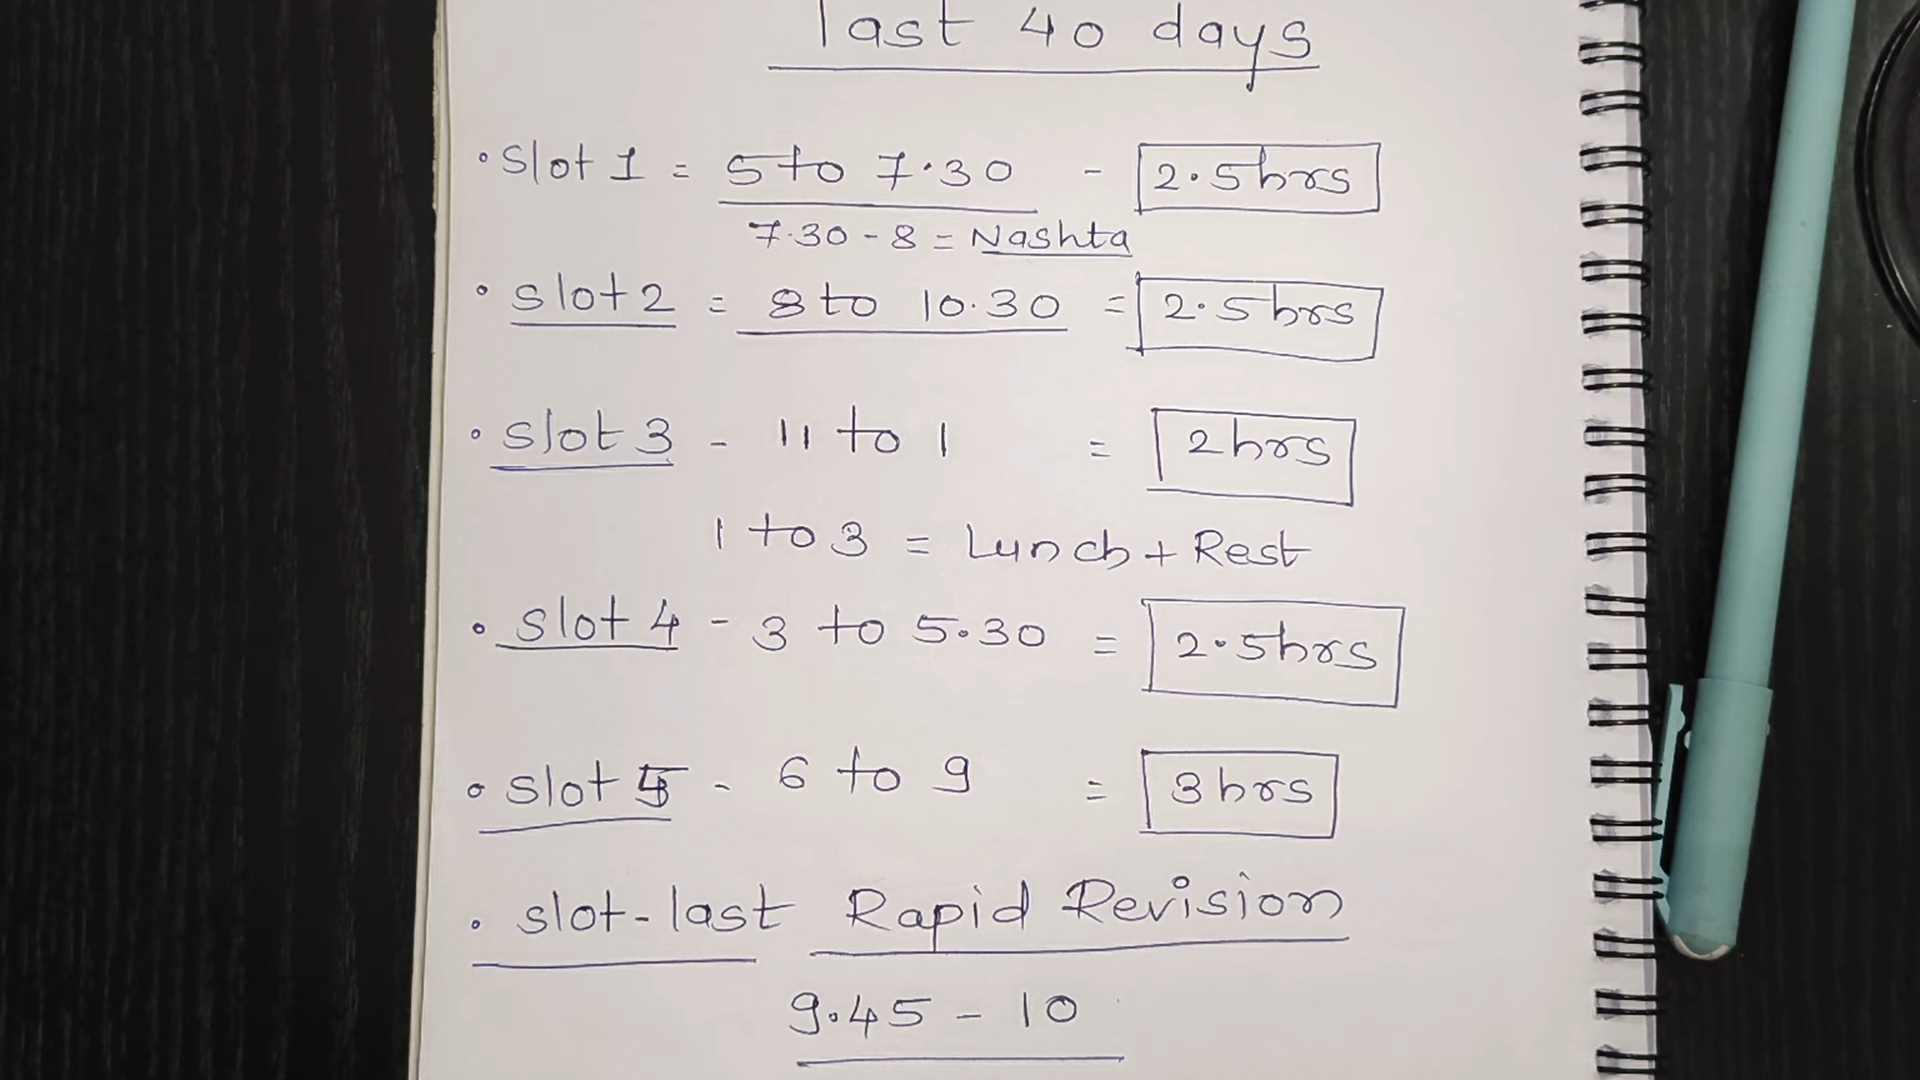 last 40 days
• Slot 1 = 5 to 7.30 - 2.5hrs
7.30 - 8 = Nashta
• slot 2 = 8 to 10.30 = 2.5hrs
• slot 3 - 11 to 1 = 2hrs
1 to 3 = Lunch + Rest
• slot 4 - 3 to 5.30 = 2.5hrs
• slot 5 - 6 to 9 = 3hrs
• slot-last Rapid Revision
9.45 - 10